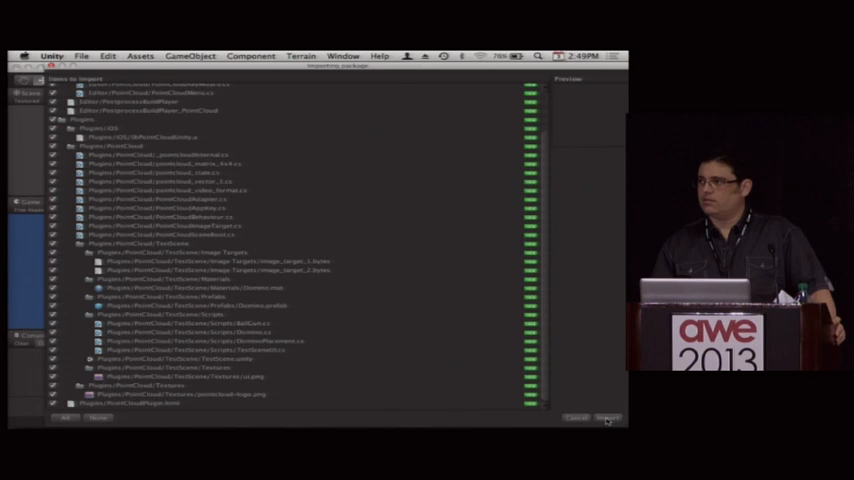 Unity File Edit Assets GameObject Component Terrain Window Help 76% 2:49PM
Importing package
Items to Import
Preview
Editor/PointCloud/PointCloudMenu.cs
Editor/PostprocessBuildPlayer
Editor/PostprocessBuildPlayer_PointCloud
Plugins
Plugins/iOS
Plugins/iOS/libPointCloudUnity.a
Plugins/PointCloud
Plugins/PointCloud/_pointcloudInternal.cs
Plugins/PointCloud/pointcloud_matrix_4x4.cs
Plugins/PointCloud/pointcloud_state.cs
Plugins/PointCloud/pointcloud_vector_3.cs
Plugins/PointCloud/pointcloud_video_format.cs
Plugins/PointCloud/PointCloudAdapter.cs
Plugins/PointCloud/PointCloudAppKey.cs
Plugins/PointCloud/PointCloudBehaviour.cs
Plugins/PointCloud/PointCloudImageTarget.cs
Plugins/PointCloud/PointCloudSceneRoot.cs
Plugins/PointCloud/TestScene
Plugins/PointCloud/TestScene/Image Targets
Plugins/PointCloud/TestScene/Image Targets/image_target_1.bytes
Plugins/PointCloud/TestScene/Image Targets/image_target_2.bytes
Plugins/PointCloud/TestScene/Materials
Plugins/PointCloud/TestScene/Materials/Domino.mat
Plugins/PointCloud/TestScene/Prefabs
Plugins/PointCloud/TestScene/Prefabs/Domino.prefab
Plugins/PointCloud/TestScene/Scripts
Plugins/PointCloud/TestScene/Scripts/BallGun.cs
Plugins/PointCloud/TestScene/Scripts/Domino.cs
Plugins/PointCloud/TestScene/Scripts/DominoPlacement.cs
Plugins/PointCloud/TestScene/Scripts/TestSceneUI.cs
Plugins/PointCloud/TestScene/TestScene.unity
Plugins/PointCloud/TestScene/Textures
Plugins/PointCloud/TestScene/Textures/ui.png
Plugins/PointCloud/Textures
Plugins/PointCloud/Textures/pointcloud-logo.png
Plugins/PointCloudPlugin.html
All None Cancel Import
Scene
Textured
Game
awe
2013